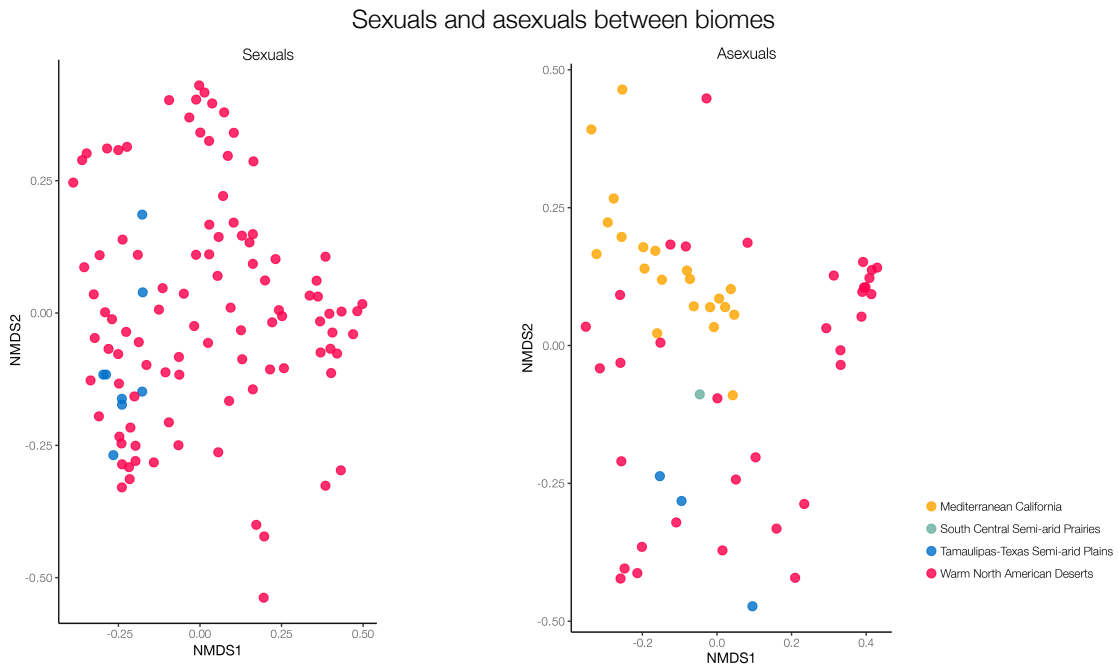 Sexuals and asexuals between biomes
Sexuals
Asexuals
NMDS2
0.25
0.00
-0.25
-0.50
-0.25
0.00
0.25
0.50
NMDS1
NMDS2
0.50
0.25
0.00
-0.25
-0.50
-0.2
0.0
0.2
0.4
NMDS1
Mediterranean California
South Central Semi-arid Prairies
Tamaulipas-Texas Semi-arid Plains
Warm North American Deserts